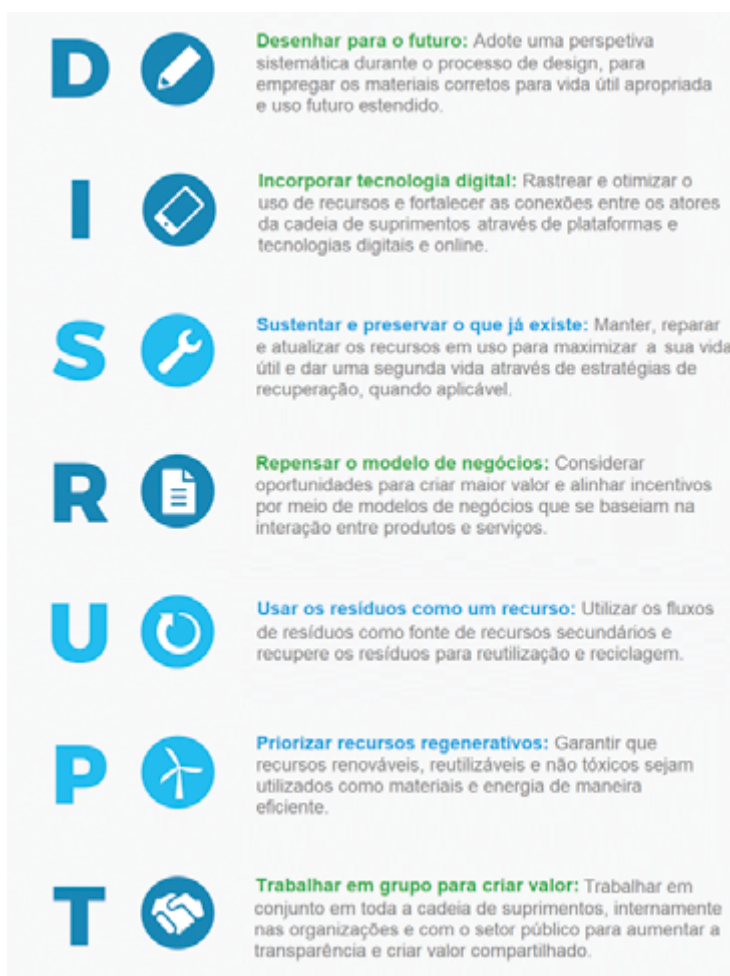 D
Desenhar para o futuro: Adote uma perspetiva
sistemática durante o processo de design, para
empregar os materiais corretos para vida útil apropriada
e uso futuro estendido.
I
Incorporar tecnologia digital: Rastrear e otimizar o
uso de recursos e fortalecer as conexões entre os atores
da cadeia de suprimentos através de plataformas e
tecnologias digitais e online.
S
Sustentar e preservar o que já existe: Manter, reparar
e atualizar os recursos em uso para maximizar a sua vida
útil e dar uma segunda vida através de estratégias de
recuperação, quando aplicável.
R
Repensar o modelo de negócios: Considerar
oportunidades para criar maior valor e alinhar incentivos
por meio de modelos de negócios que se baseiam na
interação entre produtos e serviços.
U
Usar os resíduos como um recurso: Utilizar os fluxos
de resíduos como fonte de recursos secundários e
recupere os resíduos para reutilização e reciclagem.
P
Priorizar recursos regenerativos: Garantir que
recursos renováveis, reutilizáveis e não tóxicos sejam
utilizados como materiais e energia de maneira
eficiente.
T
Trabalhar em grupo para criar valor: Trabalhar em
conjunto em toda a cadeia de suprimentos, internamente
nas organizações e com o setor público para aumentar a
transparência e criar valor compartilhado.